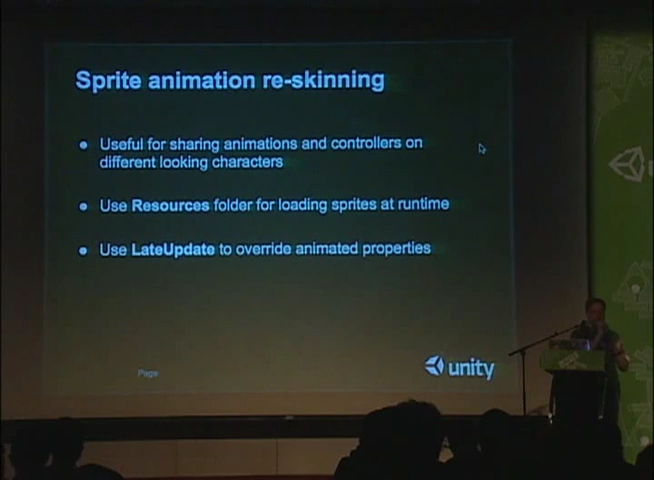 Sprite animation re-skinning
Useful for sharing animations and controllers on
different looking characters
Use Resources folder for loading sprites at runtime
Use LateUpdate to override animated properties
Page
unity